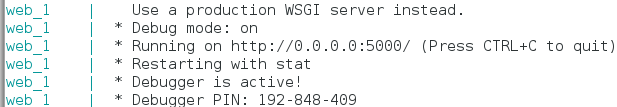 web_1 | Use a production WSGI server instead.
web_1 | * Debug mode: on
web_1 | * Running on http://0.0.0.0:5000/ (Press CTRL+C to quit)
web_1 | * Restarting with stat
web_1 | * Debugger is active!
web_1 | * Debugger PIN: 192-848-409